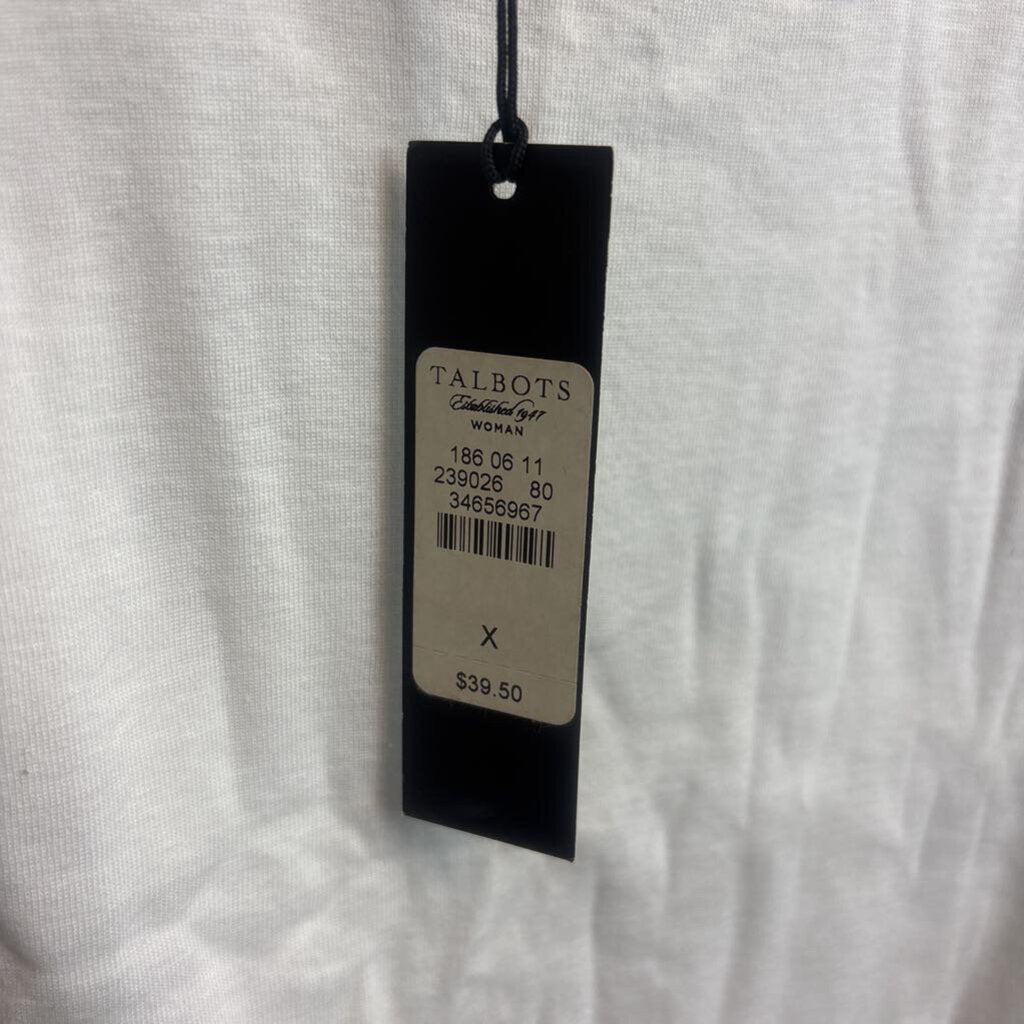 TALBOTS
Established 1947
WOMAN
186 06 11
239026 80
34656967
X
$39.50